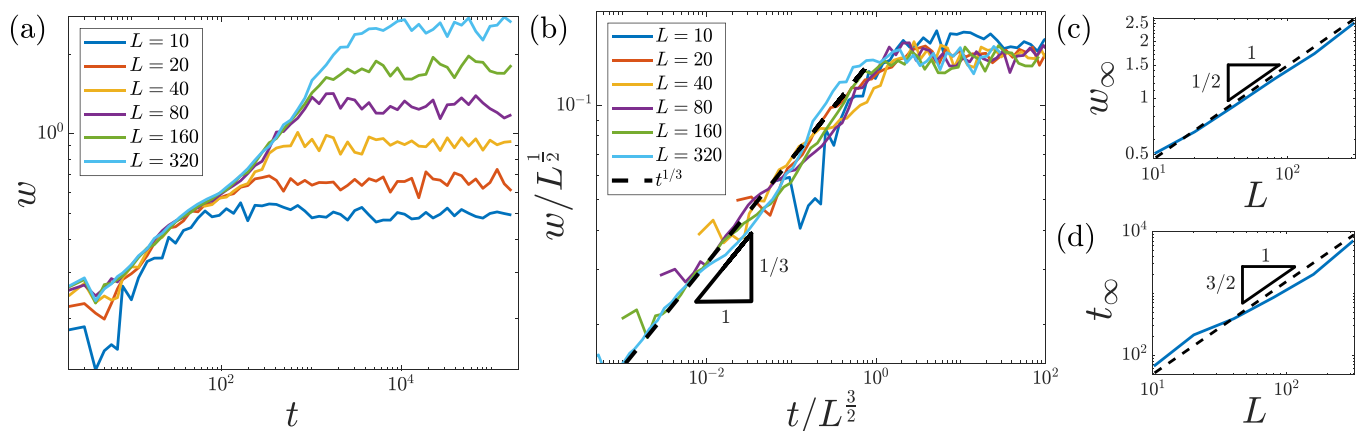 (a)
w
10^0
L = 10
L = 20
L = 40
L = 80
L = 160
L = 320
10^2
10^4
t
(b)
w/L^{\frac{1}{2}}
10^{-1}
L = 10
L = 20
L = 40
L = 80
L = 160
L = 320
t^{1/3}
1/3
1
10^{-2}
10^0
10^2
t/L^{\frac{3}{2}}
(c)
w_∞
2.5
2
1.5
1
0.5
1
1/2
10^1
10^2
L
(d)
t_∞
10^4
10^2
1
3/2
10^1
10^2
L